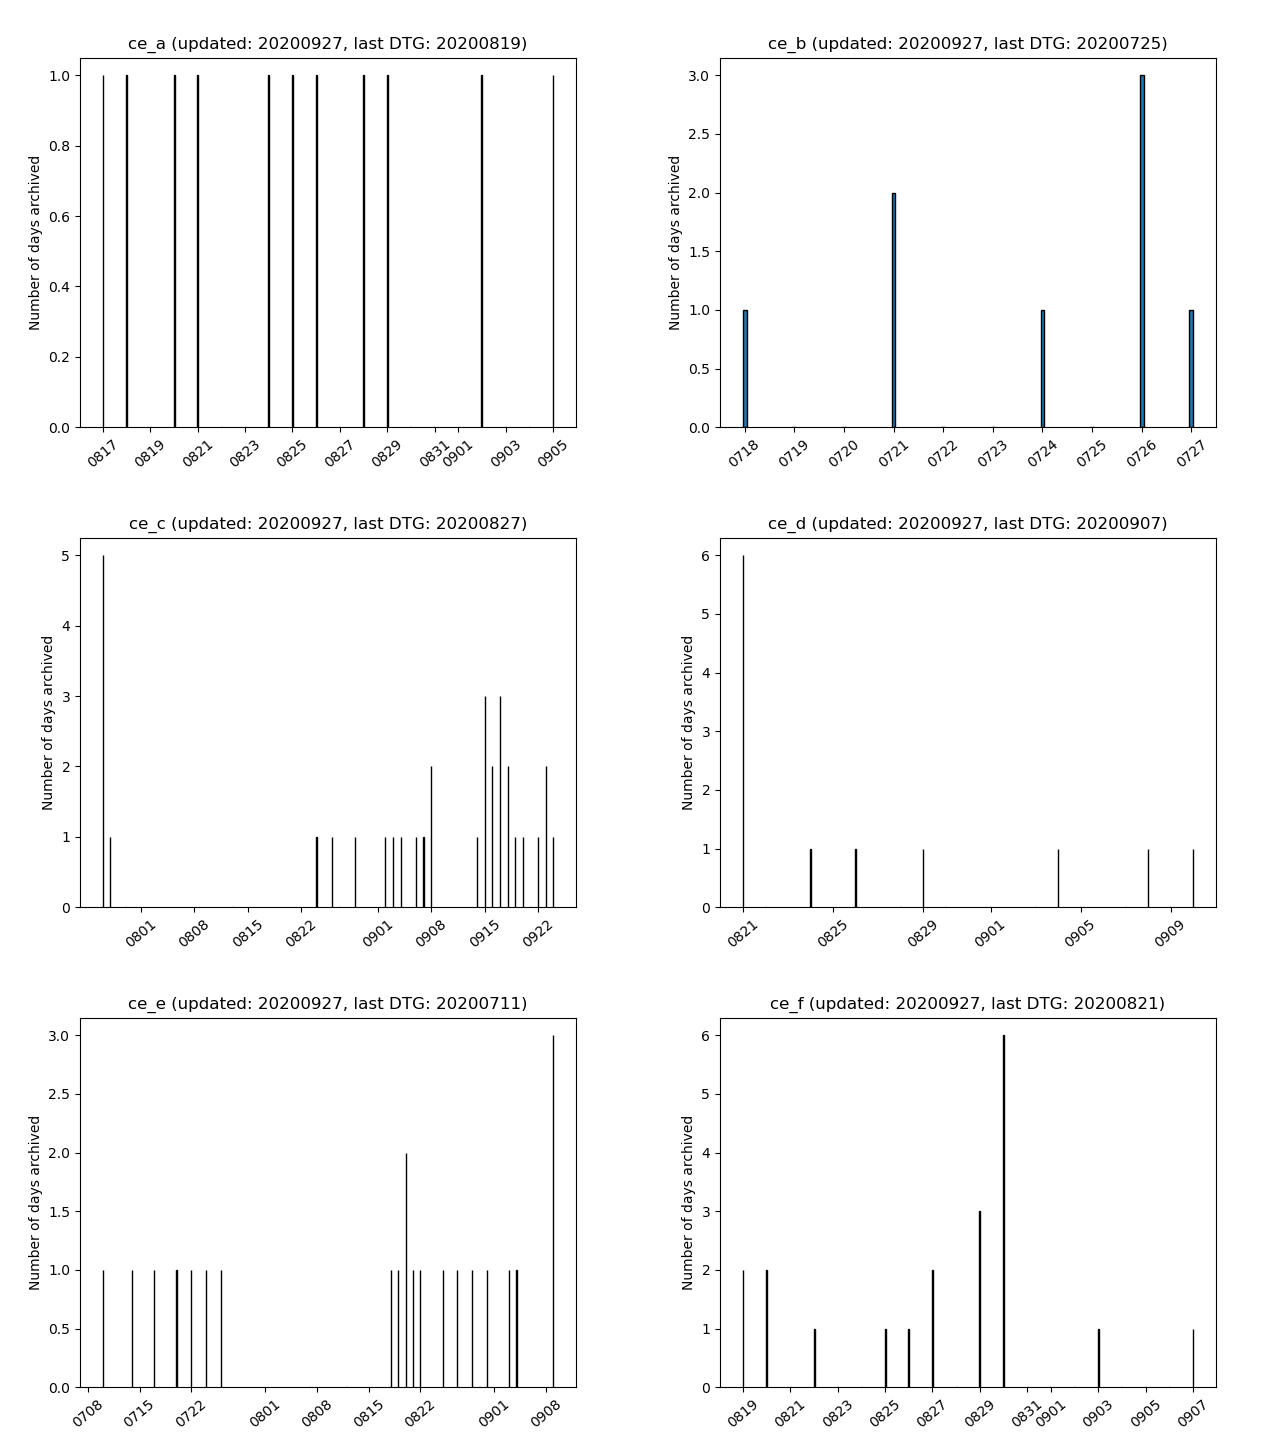 ce_a (updated: 20200927, last DTG: 20200819)
Number of days archived
1.0
0.8
0.6
0.4
0.2
0.0
0817 0819 0821 0823 0825 0827 0829 0831 0901 0903 0905
ce_b (updated: 20200927, last DTG: 20200725)
Number of days archived
3.0
2.5
2.0
1.5
1.0
0.5
0.0
0718 0719 0720 0721 0722 0723 0724 0725 0726 0727
ce_c (updated: 20200927, last DTG: 20200827)
Number of days archived
5
4
3
2
1
0
0801 0808 0815 0822 0901 0908 0915 0922
ce_d (updated: 20200927, last DTG: 20200907)
Number of days archived
6
5
4
3
2
1
0
0821 0825 0829 0901 0905 0909
ce_e (updated: 20200927, last DTG: 20200711)
Number of days archived
3.0
2.5
2.0
1.5
1.0
0.5
0.0
0708 0715 0722 0801 0808 0815 0822 0901 0908
ce_f (updated: 20200927, last DTG: 20200821)
Number of days archived
6
5
4
3
2
1
0
0819 0821 0823 0825 0827 0829 0831 0901 0903 0905 0907